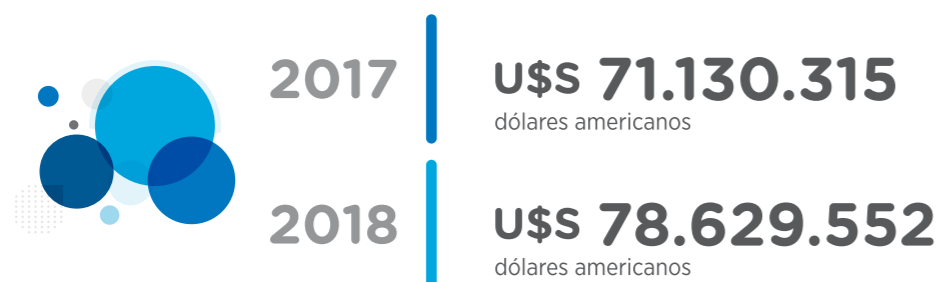 2017
U$S 71.130.315
dólares americanos
2018
U$S 78.629.552
dólares americanos